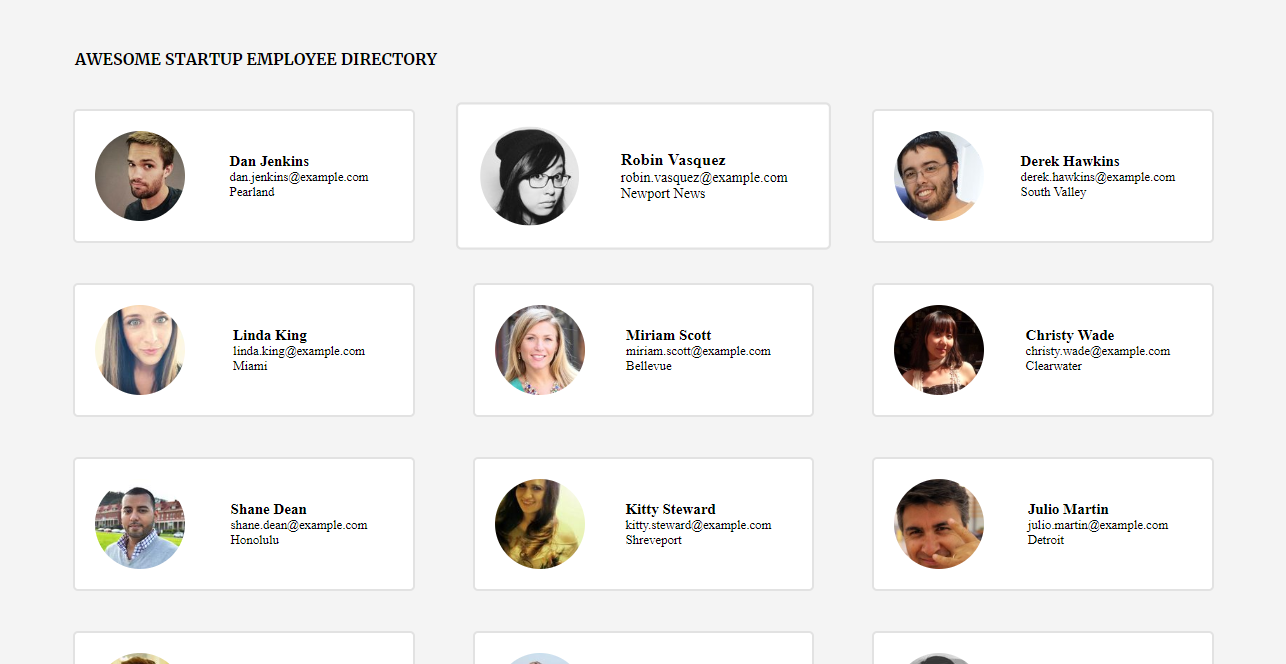 AWESOME STARTUP EMPLOYEE DIRECTORY
Dan Jenkins
dan.jenkins@example.com
Pearland
Robin Vasquez
robin.vasquez@example.com
Newport News
Derek Hawkins
derek.hawkins@example.com
South Valley
Linda King
linda.king@example.com
Miami
Miriam Scott
miriam.scott@example.com
Bellevue
Christy Wade
christy.wade@example.com
Clearwater
Shane Dean
shane.dean@example.com
Honolulu
Kitty Steward
kitty.steward@example.com
Shreveport
Julio Martin
julio.martin@example.com
Detroit